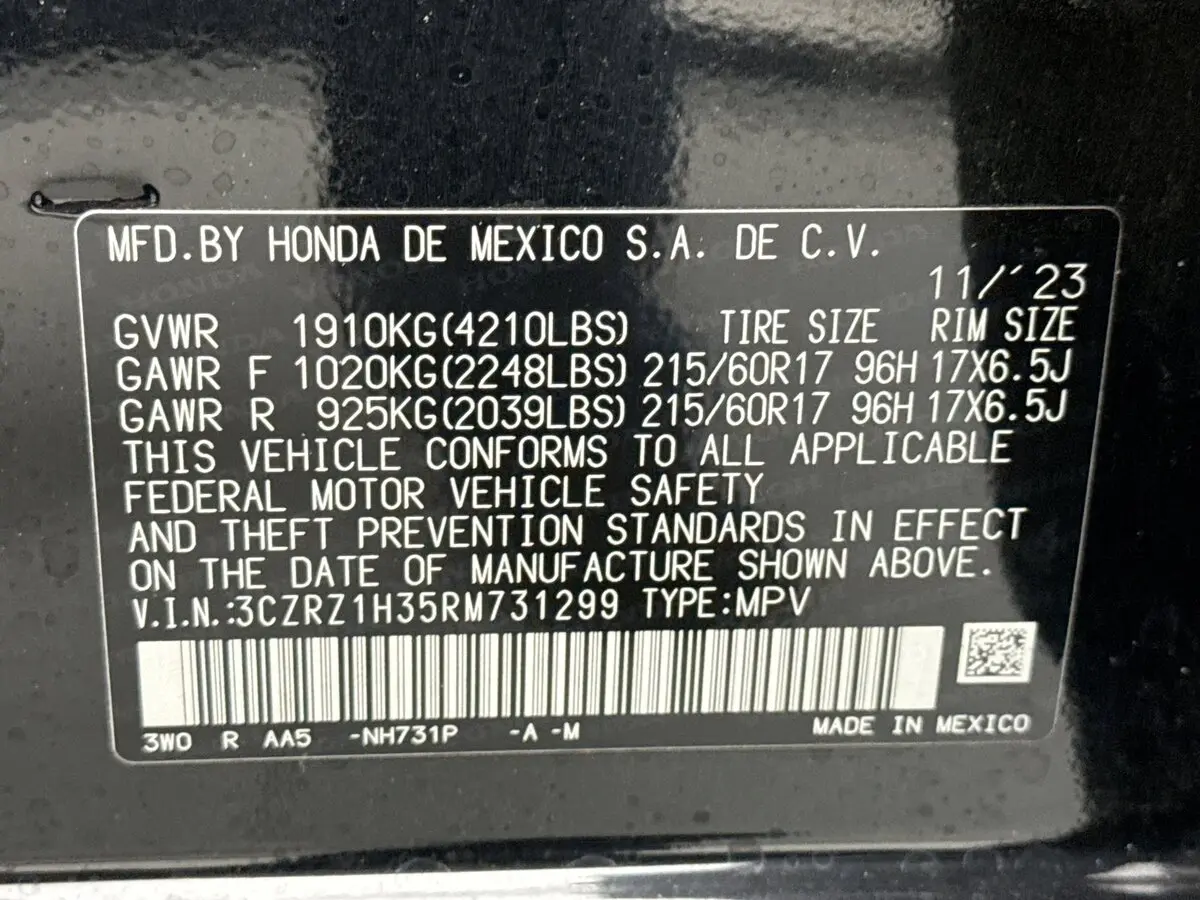 MFD.BY HONDA DE MEXICO S.A. DE C.V.
11/´23
GVWR 1910KG(4210LBS) TIRE SIZE RIM SIZE
GAWR F 1020KG(2248LBS) 215/60R17 96H 17X6.5J
GAWR R 925KG(2039LBS) 215/60R17 96H 17X6.5J
THIS VEHICLE CONFORMS TO ALL APPLICABLE
FEDERAL MOTOR VEHICLE SAFETY
AND THEFT PREVENTION STANDARDS IN EFFECT
ON THE DATE OF MANUFACTURE SHOWN ABOVE.
V.I.N.:3CZRZ1H35RM731299 TYPE:MPV
3W0 R AA5 -NH731P -A -M MADE IN MEXICO